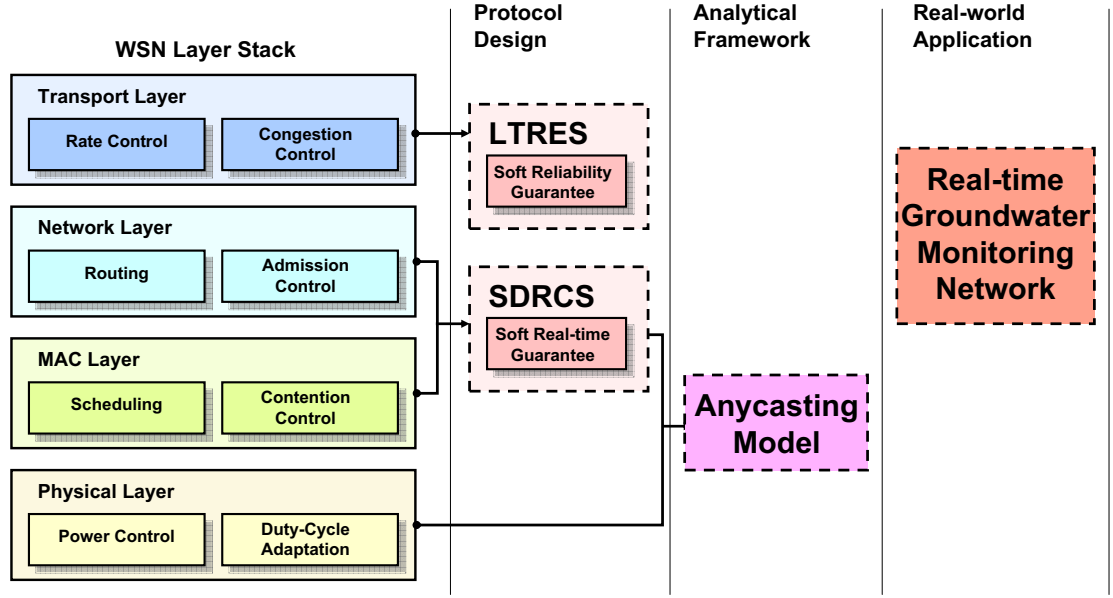 WSN Layer Stack
Transport Layer
Rate Control
Congestion
Control
Network Layer
Routing
Admission
Control
MAC Layer
Scheduling
Contention
Control
Physical Layer
Power Control
Duty-Cycle
Adaptation
Protocol
Design
LTRES
Soft Reliability
Guarantee
SDRCS
Soft Real-time
Guarantee
Analytical
Framework
Anycasting
Model
Real-world
Application
Real-time
Groundwater
Monitoring
Network